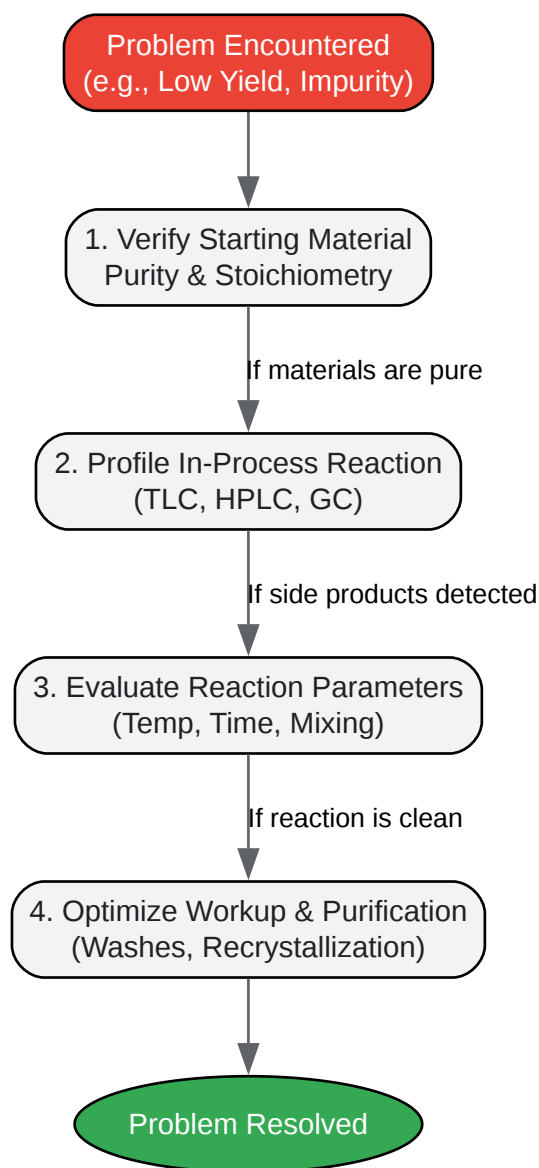 Problem Encountered
(e.g., Low Yield, Impurity)
1. Verify Starting Material
Purity & Stoichiometry
If materials are pure
2. Profile In-Process Reaction
(TLC, HPLC, GC)
If side products detected
3. Evaluate Reaction Parameters
(Temp, Time, Mixing)
If reaction is clean
4. Optimize Workup & Purification
(Washes, Recrystallization)
Problem Resolved